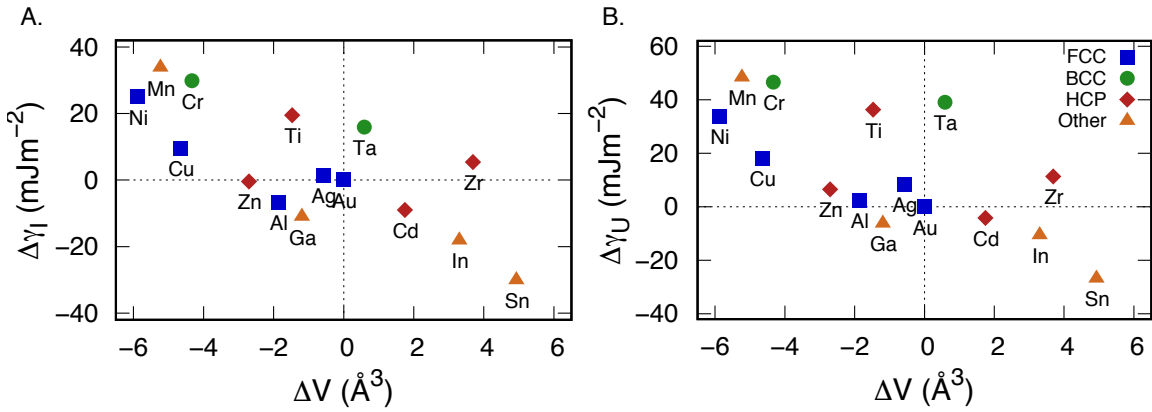 A.
40
20
0
−20
−40
Δγ_I (mJm⁻²)
Mn
Cr
Ni
Ti
Ta
Cu
Zr
Zn
Ag
Au
Al
Ga
Cd
In
Sn
−6 −4 −2 0 2 4 6
ΔV (Å³)
B.
60
40
20
0
−20
−40
Δγ_U (mJm⁻²)
FCC
BCC
HCP
Other
Mn
Cr
Ni
Ti
Ta
Cu
Zr
Zn
Ag
Al
Au
Ga
Cd
In
Sn
−6 −4 −2 0 2 4 6
ΔV (Å³)